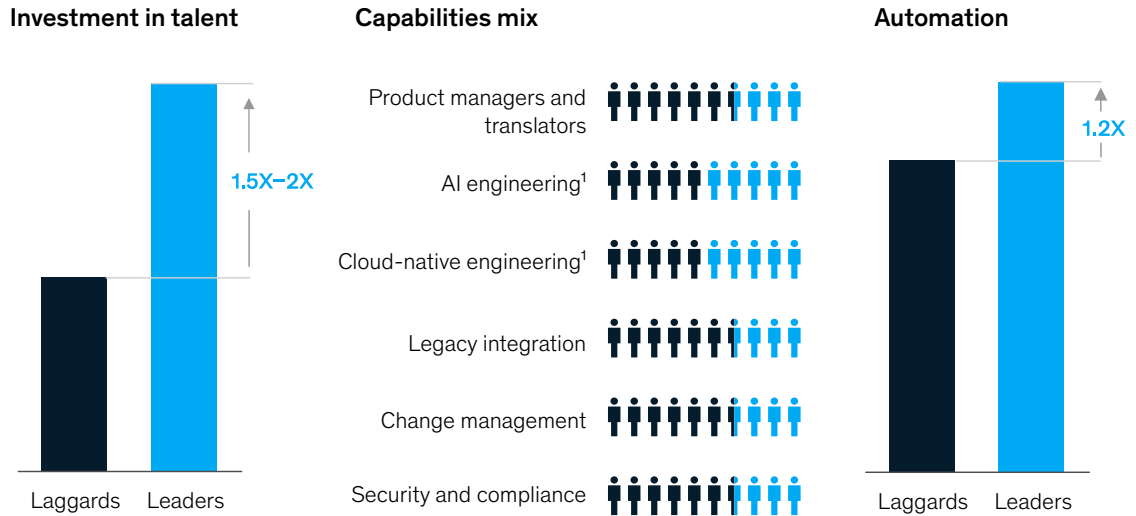 Investment in talent
1.5X–2X
Laggards
Leaders
Capabilities mix
Product managers and
translators
AI engineering¹
Cloud-native engineering¹
Legacy integration
Change management
Security and compliance
Automation
1.2X
Laggards
Leaders